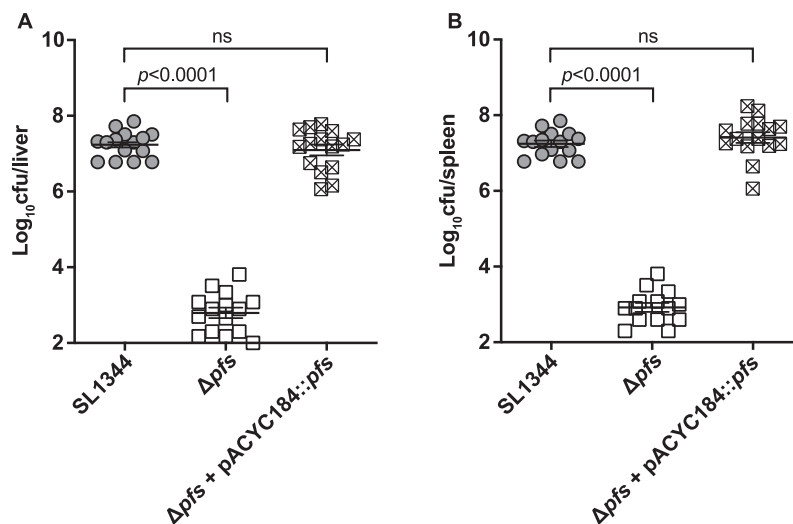 A
10
8
6
4
2
Log₁₀cfu/liver
ns
p<0.0001
SL1344
Δpfs
Δpfs + pACYC184::pfs
B
10
8
6
4
2
Log₁₀cfu/spleen
ns
p<0.0001
SL1344
Δpfs
Δpfs + pACYC184::pfs